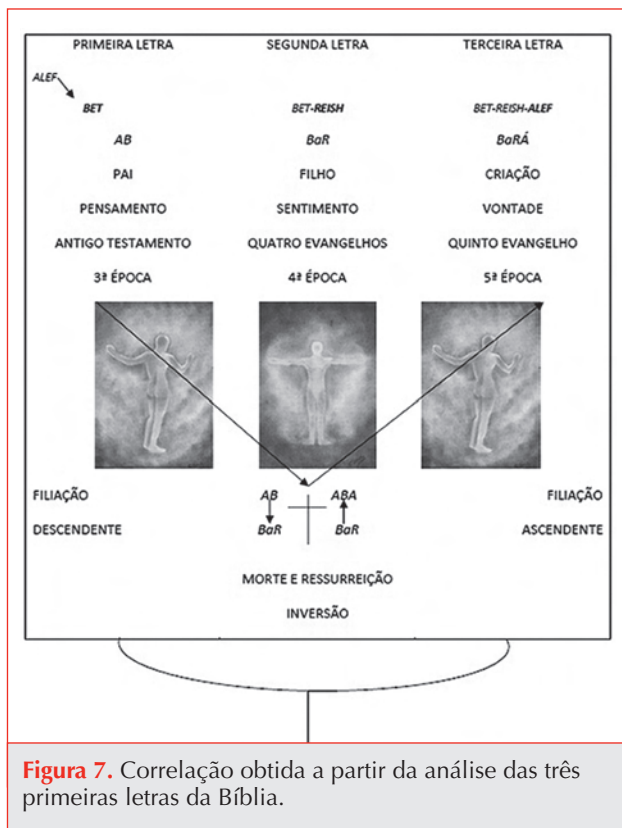 PRIMEIRA LETRA SEGUNDA LETRA TERCEIRA LETRA
ALEF
BET BET-REISH BET-REISH-ALEF
AB BaR BaRÁ
PAI FILHO CRIAÇÃO
PENSAMENTO SENTIMENTO VONTADE
ANTIGO TESTAMENTO QUATRO EVANGELHOS QUINTO EVANGELHO
3ª ÉPOCA 4ª ÉPOCA 5ª ÉPOCA
FILIAÇÃO AB ABA FILIAÇÃO
DESCENDENTE BaR BaR ASCENDENTE
MORTE E RESSURREIÇÃO
INVERSÃO
Figura 7. Correlação obtida a partir da análise das três
primeiras letras da Bíblia.